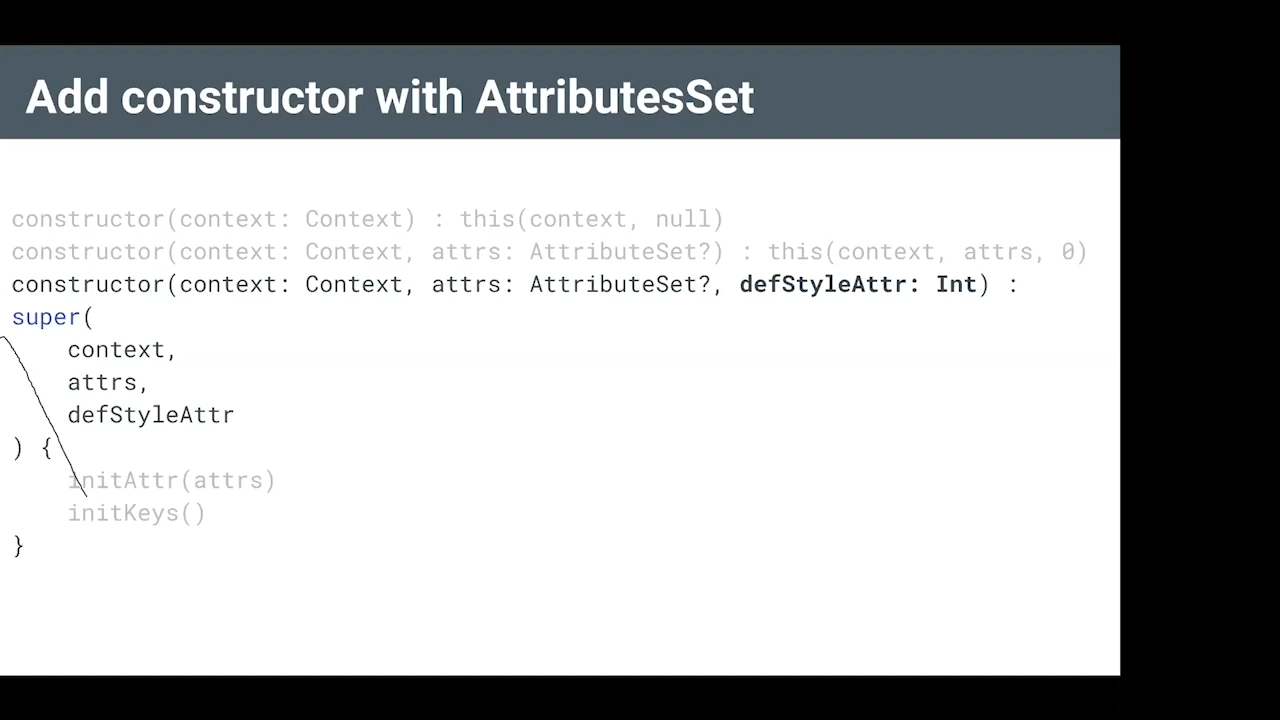 Add constructor with AttributesSet
constructor(context: Context) : this(context, null)
constructor(context: Context, attrs: AttributeSet?) : this(context, attrs, 0)
constructor(context: Context, attrs: AttributeSet?, defStyleAttr: Int) :
super(
    context,
    attrs,
    defStyleAttr
) {
    initAttr(attrs)
    initKeys()
}